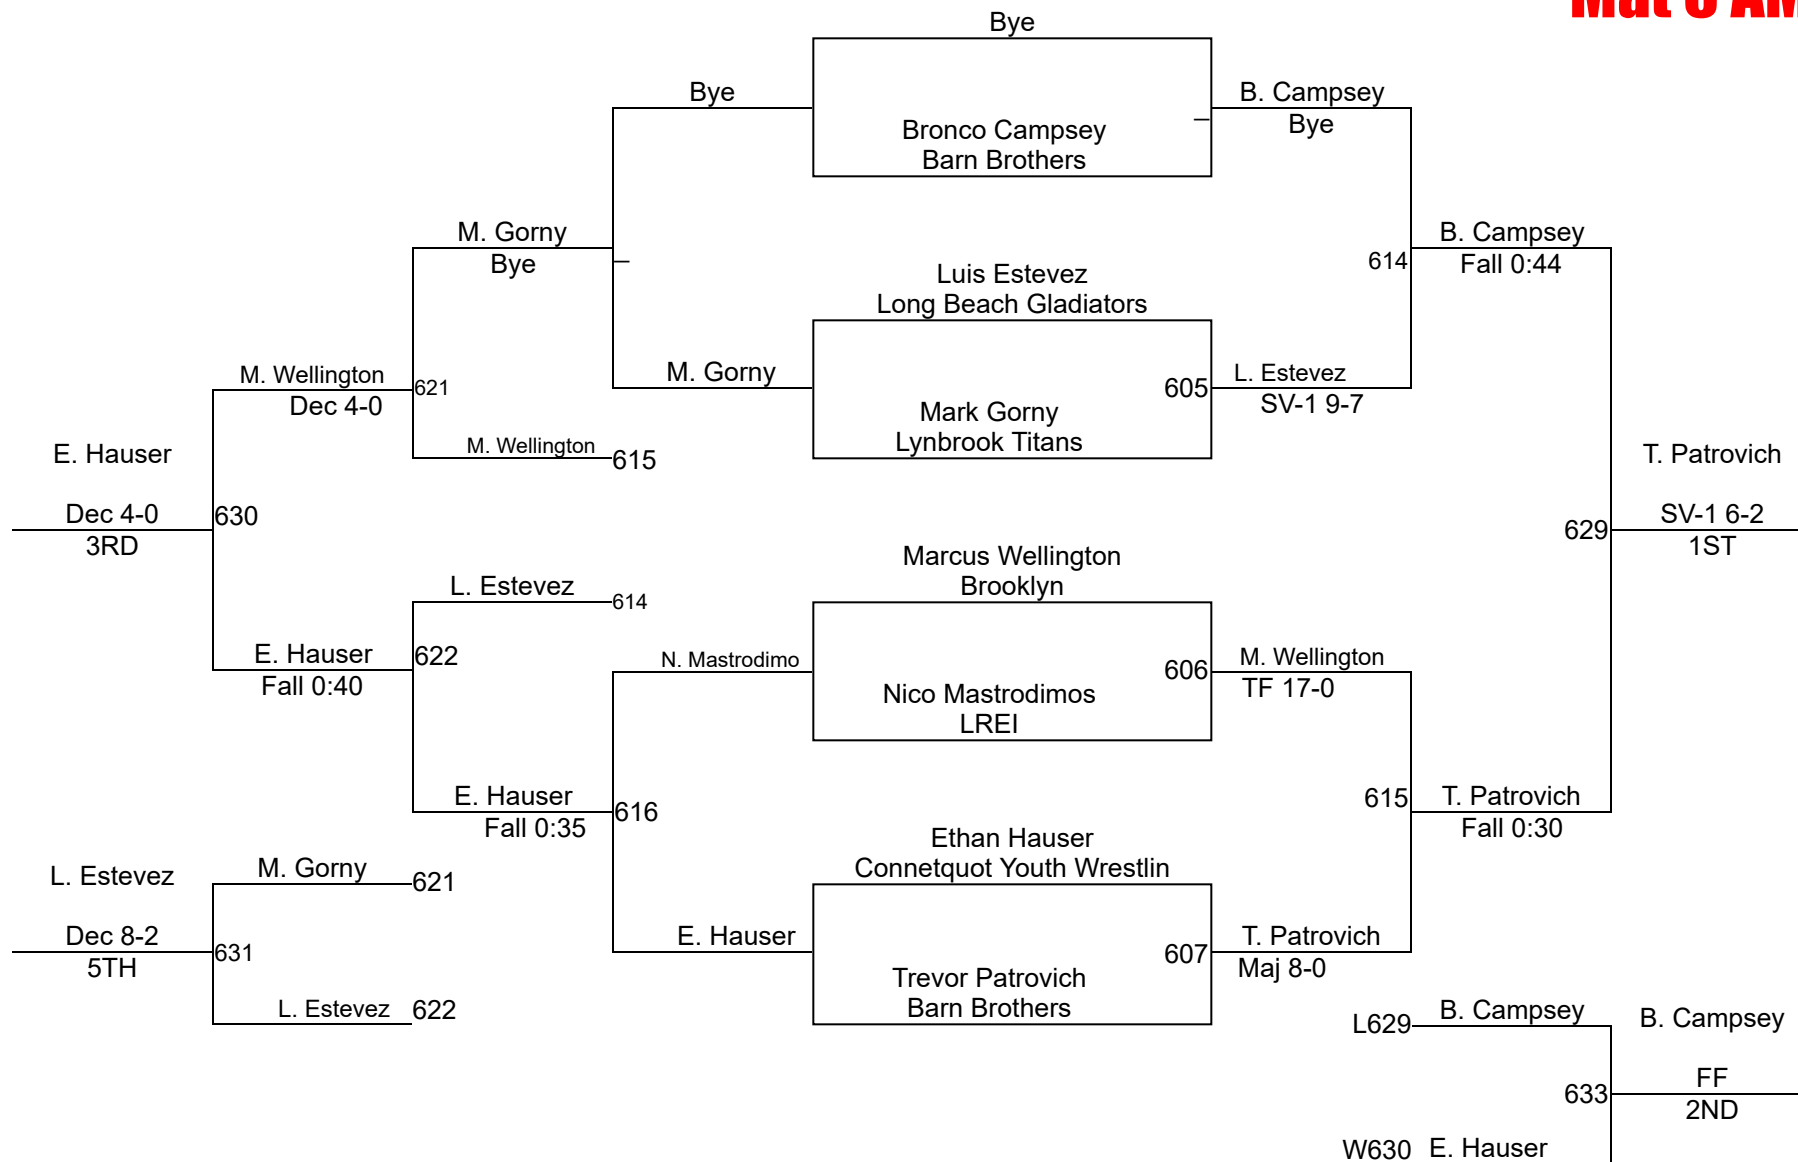 Mat 6 AM
Bye
Bye
B. Campsey
Bye
Bronco Campsey
Barn Brothers
M. Gorny
Bye
B. Campsey
Fall 0:44
614
Luis Estevez
Long Beach Gladiators
M. Wellington
Dec 4-0
621
M. Gorny
605
L. Estevez
SV-1 9-7
Mark Gorny
Lynbrook Titans
M. Wellington
615
E. Hauser
Dec 4-0
3RD
630
T. Patrovich
SV-1 6-2
1ST
629
Marcus Wellington
Brooklyn
L. Estevez
614
E. Hauser
Fall 0:40
622
N. Mastrodimo
606
M. Wellington
TF 17-0
Nico Mastrodimos
LREI
E. Hauser
Fall 0:35
616
615
T. Patrovich
Fall 0:30
Ethan Hauser
Connetquot Youth Wrestlin
L. Estevez
Dec 8-2
5TH
M. Gorny
621
631
L. Estevez
622
E. Hauser
607
T. Patrovich
Maj 8-0
Trevor Patrovich
Barn Brothers
L629
B. Campsey
B. Campsey
FF
2ND
633
W630
E. Hauser